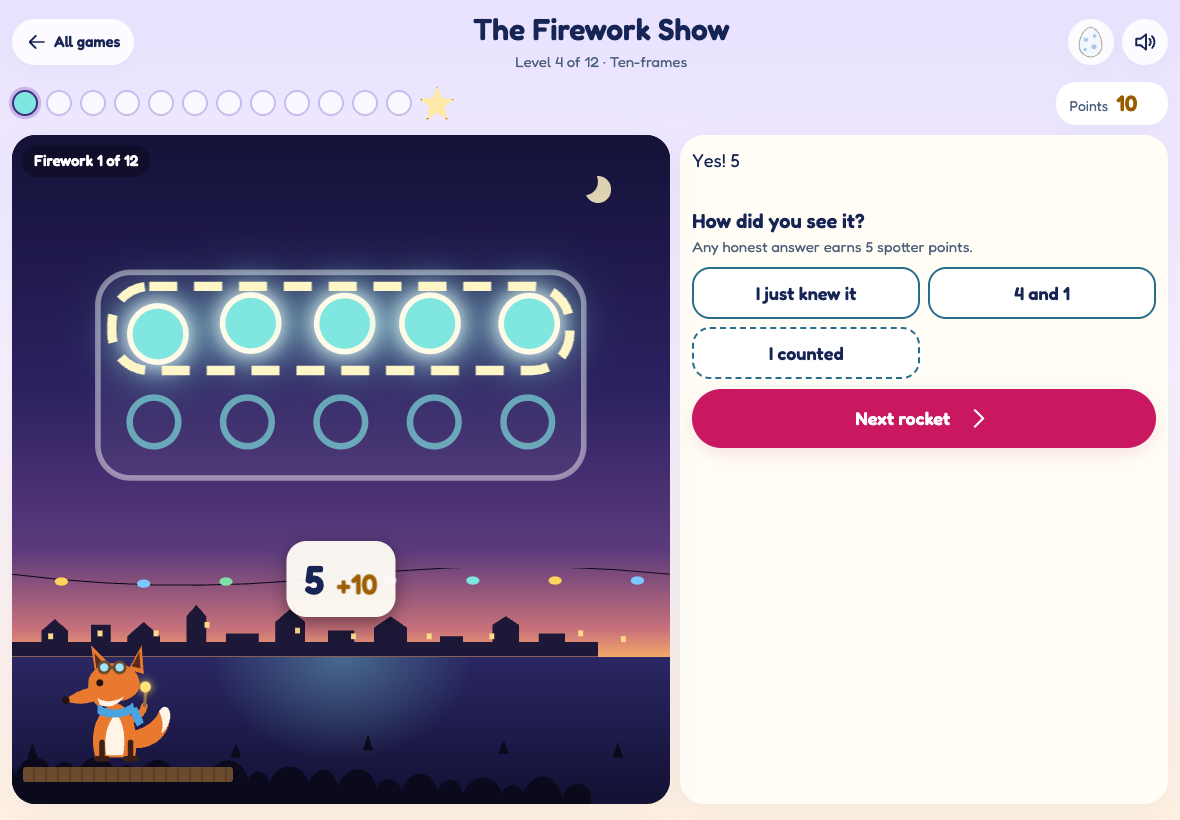 All games
The Firework Show
Level 4 of 12 · Ten-frames
Points 10
Firework 1 of 12
5 +10
Yes! 5
How did you see it?
Any honest answer earns 5 spotter points.
I just knew it
4 and 1
I counted
Next rocket